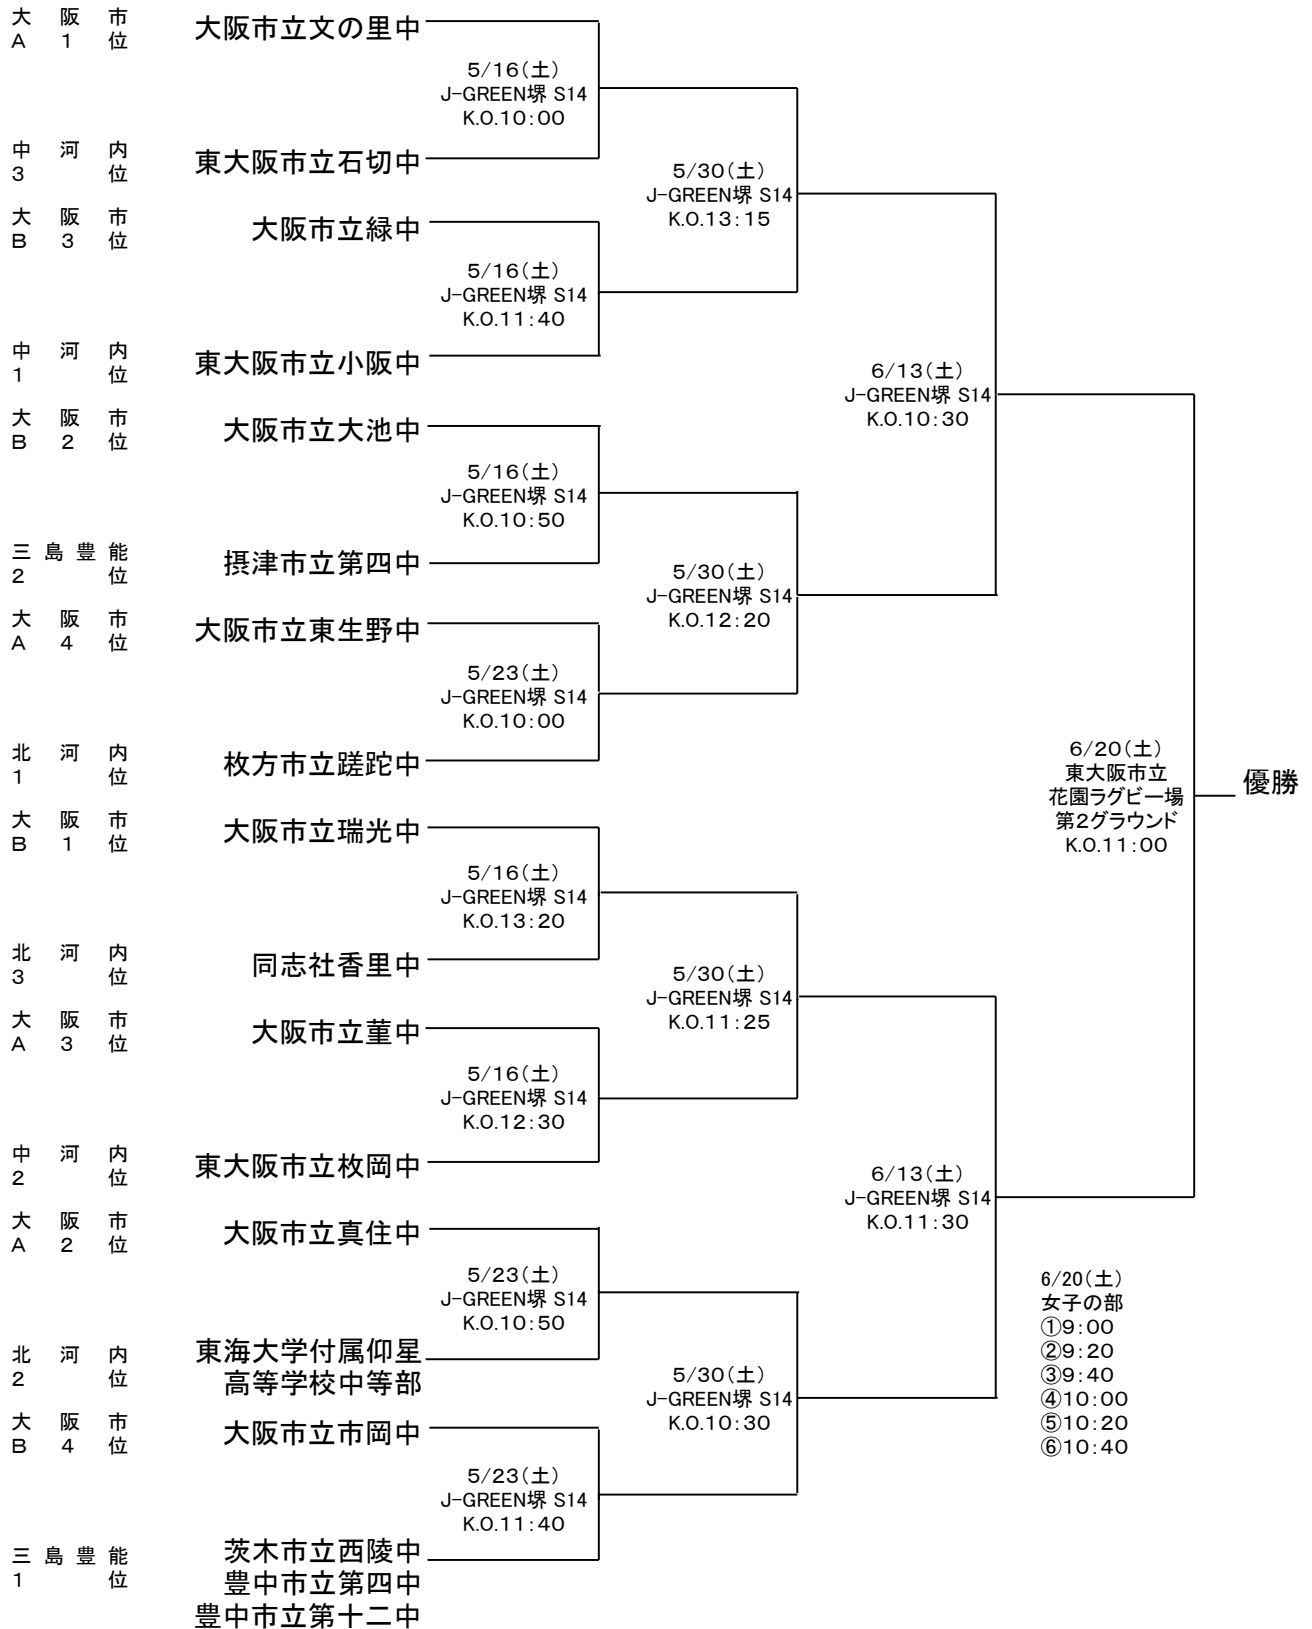 大阪市
A1位
大阪市立文の里中
5/16(土)
J-GREEN堺 S14
K.O.10:00
中河内
3位
東大阪市立石切中
5/30(土)
J-GREEN堺 S14
K.O.13:15
大阪市
B3位
大阪市立緑中
5/16(土)
J-GREEN堺 S14
K.O.11:40
中河内
1位
東大阪市立小阪中
6/13(土)
J-GREEN堺 S14
K.O.10:30
大阪市
B2位
大阪市立大池中
5/16(土)
J-GREEN堺 S14
K.O.10:50
三島豊能
2位
摂津市立第四中
5/30(土)
J-GREEN堺 S14
K.O.12:20
大阪市
A4位
大阪市立東生野中
5/23(土)
J-GREEN堺 S14
K.O.10:00
北河内
1位
枚方市立蹉跎中
6/20(土)
東大阪市立
花園ラグビー場
第2グラウンド
K.O.11:00
優勝
大阪市
B1位
大阪市立瑞光中
5/16(土)
J-GREEN堺 S14
K.O.13:20
北河内
3位
同志社香里中
5/30(土)
J-GREEN堺 S14
K.O.11:25
大阪市
A3位
大阪市立菫中
5/16(土)
J-GREEN堺 S14
K.O.12:30
中河内
2位
東大阪市立枚岡中
6/13(土)
J-GREEN堺 S14
K.O.11:30
大阪市
A2位
大阪市立真住中
5/23(土)
J-GREEN堺 S14
K.O.10:50
北河内
2位
東海大学付属仰星
高等学校中等部
5/30(土)
J-GREEN堺 S14
K.O.10:30
大阪市
B4位
大阪市立市岡中
5/23(土)
J-GREEN堺 S14
K.O.11:40
三島豊能
1位
茨木市立西陵中
豊中市立第四中
豊中市立第十二中
6/20(土)
女子の部
①9:00
②9:20
③9:40
④10:00
⑤10:20
⑥10:40